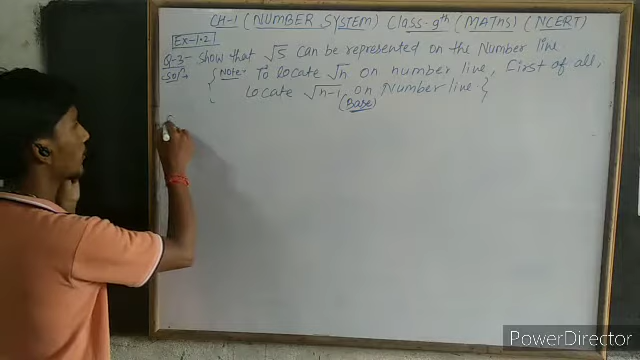 CH-1 (NUMBER SYSTEM) Class-9th (MATHS) (NCERT)
Ex-1.2
Q-3- Show that √5 can be represented on the Number line.
Solⁿ { Note- To locate √n on number line, First of all,
Locate √n-1 on Number line. }
(Base)
PowerDirector